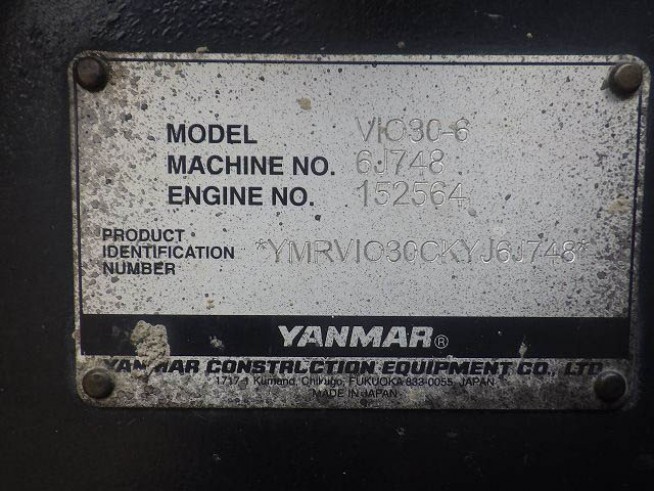 MODEL VIO30-6
MACHINE NO. 6J748
ENGINE NO. 152564
PRODUCT
IDENTIFICATION
NUMBER
*YMRVIO30CKYJ6J748*
YANMAR®
YANMAR CONSTRUCTION EQUIPMENT CO., LTD
1717-1 Kumano, Chikugo, FUKUOKA 833-0055, JAPAN
MADE IN JAPAN